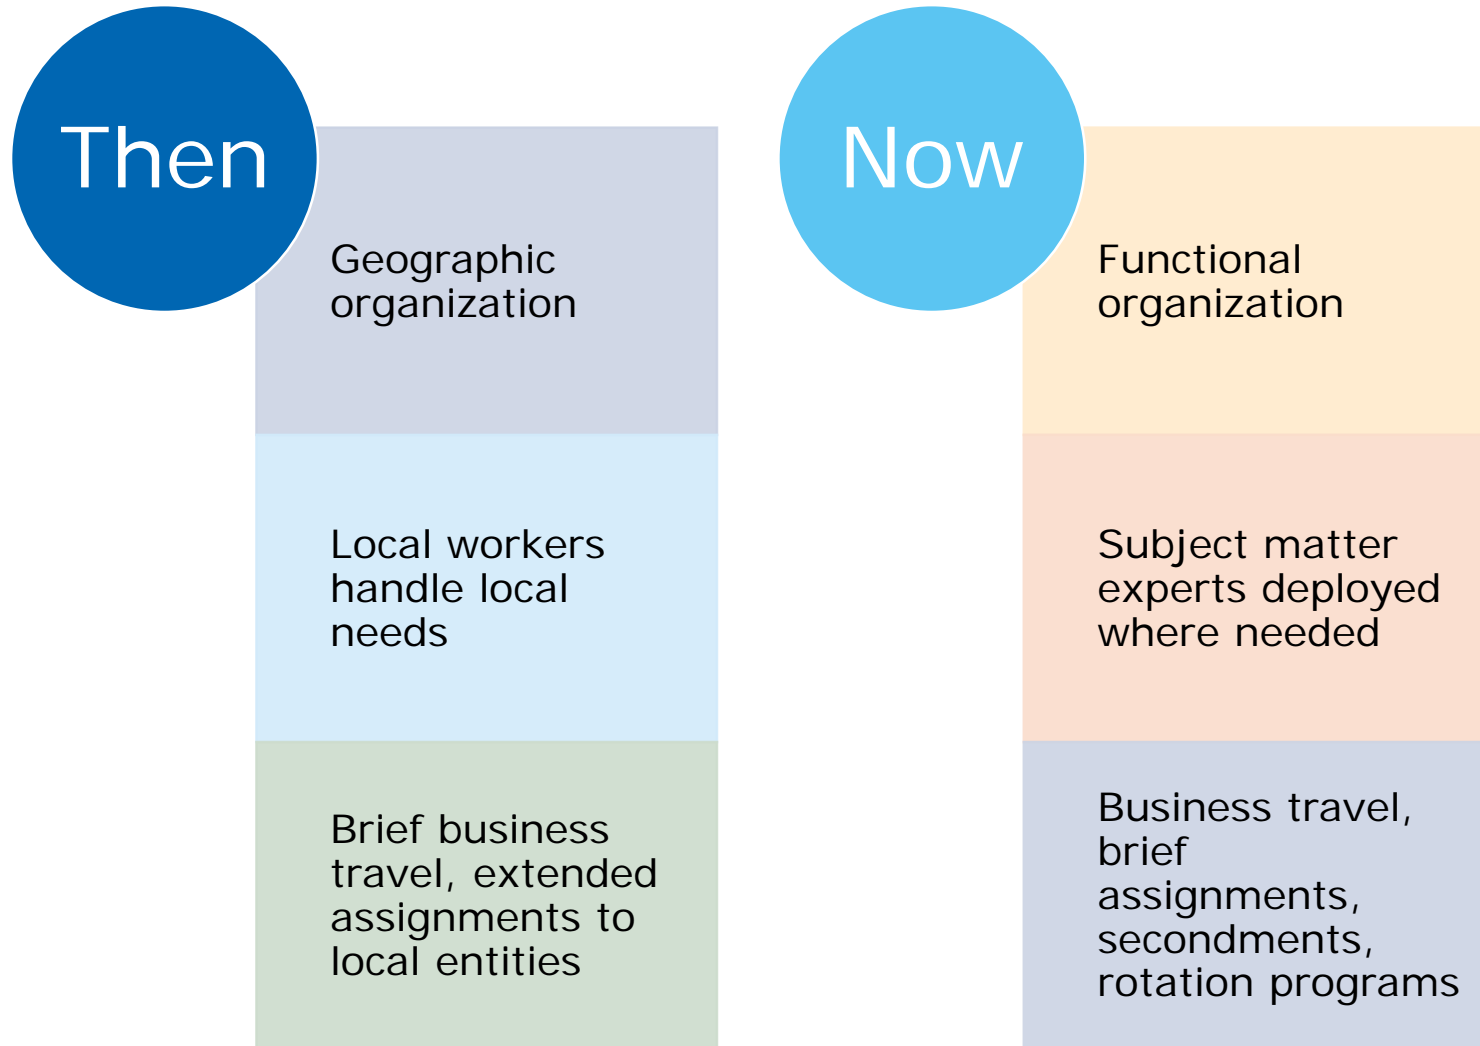 Then
Geographic
organization
Local workers
handle local
needs
Brief business
travel, extended
assignments to
local entities
Now
Functional
organization
Subject matter
experts deployed
where needed
Business travel,
brief
assignments,
secondments,
rotation programs